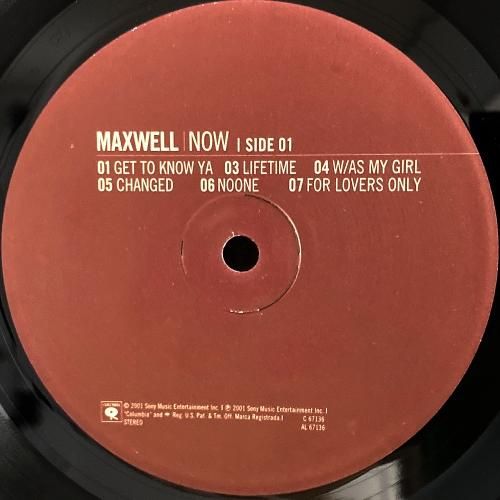 MAXWELL | NOW | SIDE 01
01 GET TO KNOW YA 03 LIFETIME 04 W/AS MY GIRL
05 CHANGED 06 NOONE 07 FOR LOVERS ONLY
© 2001 Sony Music Entertainment Inc. | ℗ 2001 Sony Music Entertainment Inc. |
"Columbia" and Reg. U.S. Pat. & Tm. Off. Marca Registrada. | C 67136
STEREO AL 67136